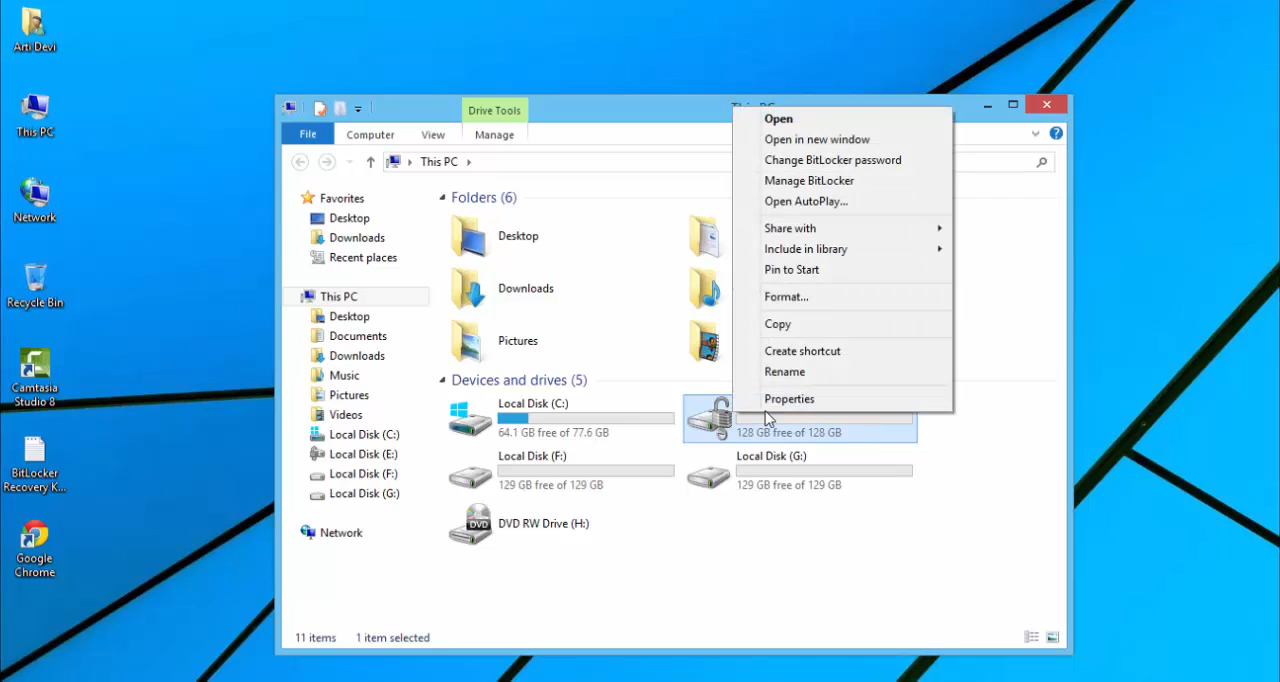 Arti Devi
This PC
Network
Recycle Bin
Camtasia
Studio 8
BitLocker
Recovery K...
Google
Chrome
Drive Tools
File
Computer
View
Manage
This PC
Favorites
Desktop
Downloads
Recent places
This PC
Desktop
Documents
Downloads
Music
Pictures
Videos
Local Disk (C:)
Local Disk (E:)
Local Disk (F:)
Local Disk (G:)
Network
Folders (6)
Desktop
Downloads
Pictures
Devices and drives (5)
Local Disk (C:)
64.1 GB free of 77.6 GB
128 GB free of 128 GB
Local Disk (F:)
129 GB free of 129 GB
Local Disk (G:)
129 GB free of 129 GB
DVD
DVD RW Drive (H:)
Open
Open in new window
Change BitLocker password
Manage BitLocker
Open AutoPlay...
Share with
Include in library
Pin to Start
Format...
Copy
Create shortcut
Rename
Properties
11 items
1 item selected